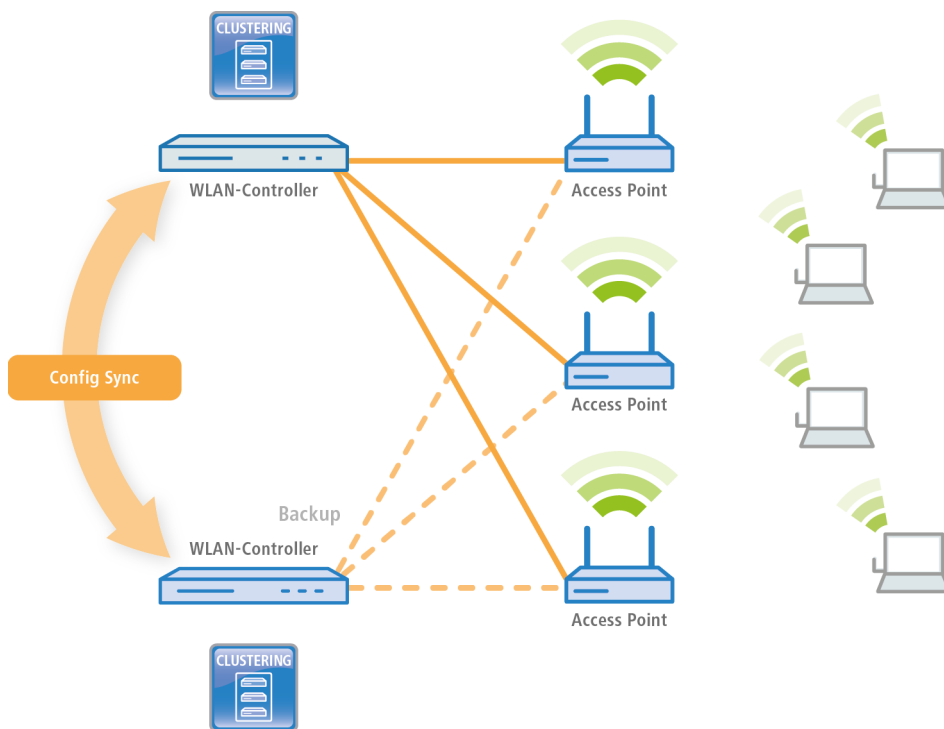 CLUSTERING
WLAN-Controller
Access Point
Config Sync
Access Point
Backup
WLAN-Controller
Access Point
CLUSTERING